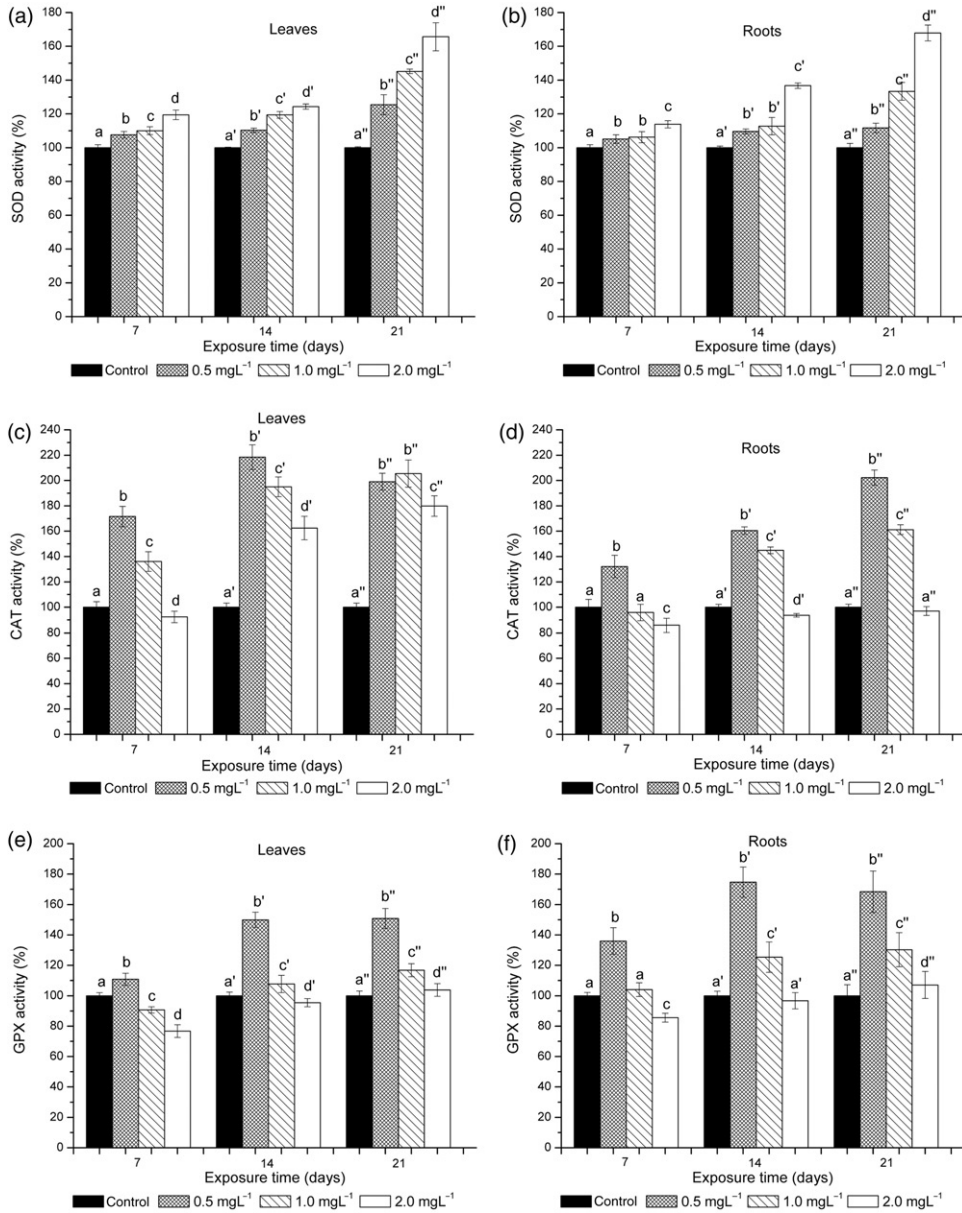 (a)
Leaves
SOD activity (%)
180
160
140
120
100
80
60
40
20
0
a b c d
a' b' c' d'
a'' b'' c'' d''
7 14 21
Exposure time (days)
Control 0.5 mgL⁻¹ 1.0 mgL⁻¹ 2.0 mgL⁻¹
(b)
Roots
SOD activity (%)
180
160
140
120
100
80
60
40
20
0
a b b c
a' b' b' c'
a'' b'' c'' d''
7 14 21
Exposure time (days)
Control 0.5 mgL⁻¹ 1.0 mgL⁻¹ 2.0 mgL⁻¹
(c)
Leaves
CAT activity (%)
240
220
200
180
160
140
120
100
80
60
40
20
0
a b c d
a' b' c' d'
a'' b'' b'' c''
7 14 21
Exposure time (days)
Control 0.5 mgL⁻¹ 1.0 mgL⁻¹ 2.0 mgL⁻¹
(d)
Roots
CAT activity (%)
240
220
200
180
160
140
120
100
80
60
40
20
0
a b a c
a' b' c' d'
a'' b'' c'' a''
7 14 21
Exposure time (days)
Control 0.5 mgL⁻¹ 1.0 mgL⁻¹ 2.0 mgL⁻¹
(e)
Leaves
GPX activity (%)
200
180
160
140
120
100
80
60
40
20
0
a b c d
a' b' c' d'
a'' b'' c'' d''
7 14 21
Exposure time (days)
Control 0.5 mgL⁻¹ 1.0 mgL⁻¹ 2.0 mgL⁻¹
(f)
Roots
GPX activity (%)
200
180
160
140
120
100
80
60
40
20
0
a b a c
a' b' c' a'
a'' b'' c'' d''
7 14 21
Exposure time (days)
Control 0.5 mgL⁻¹ 1.0 mgL⁻¹ 2.0 mgL⁻¹